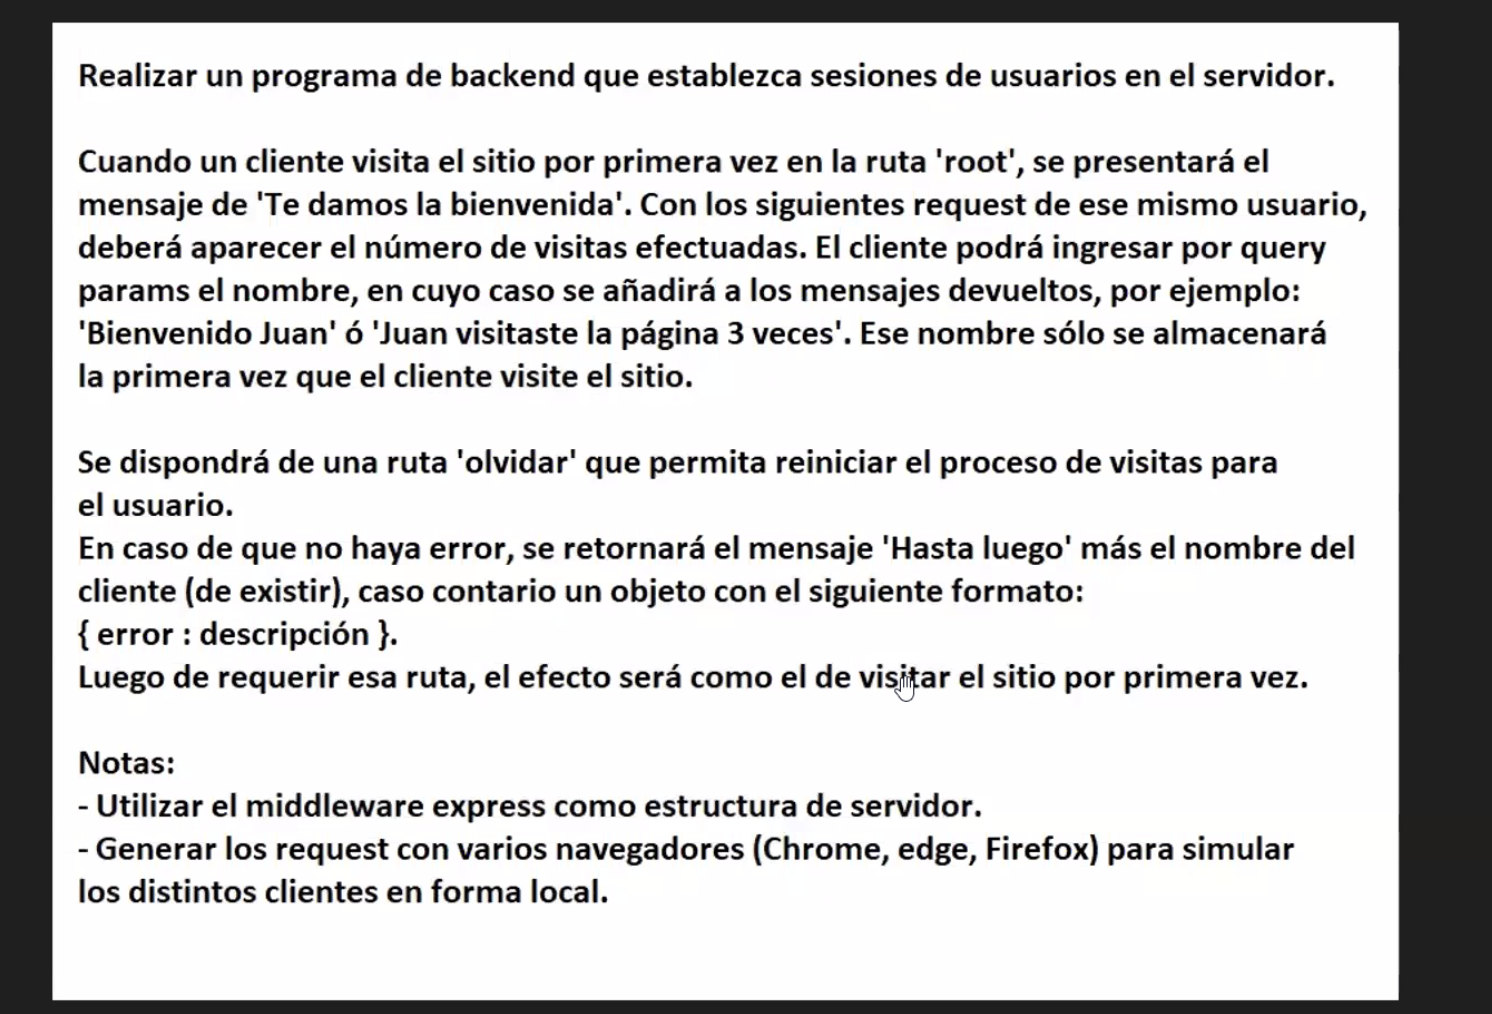 Realizar un programa de backend que establezca sesiones de usuarios en el servidor.
Cuando un cliente visita el sitio por primera vez en la ruta 'root', se presentará el
mensaje de 'Te damos la bienvenida'. Con los siguientes request de ese mismo usuario,
deberá aparecer el número de visitas efectuadas. El cliente podrá ingresar por query
params el nombre, en cuyo caso se añadirá a los mensajes devueltos, por ejemplo:
'Bienvenido Juan' ó 'Juan visitaste la página 3 veces'. Ese nombre sólo se almacenará
la primera vez que el cliente visite el sitio.
Se dispondrá de una ruta 'olvidar' que permita reiniciar el proceso de visitas para
el usuario.
En caso de que no haya error, se retornará el mensaje 'Hasta luego' más el nombre del
cliente (de existir), caso contario un objeto con el siguiente formato:
{ error : descripción }.
Luego de requerir esa ruta, el efecto será como el de visitar el sitio por primera vez.
Notas:
- Utilizar el middleware express como estructura de servidor.
- Generar los request con varios navegadores (Chrome, edge, Firefox) para simular
los distintos clientes en forma local.